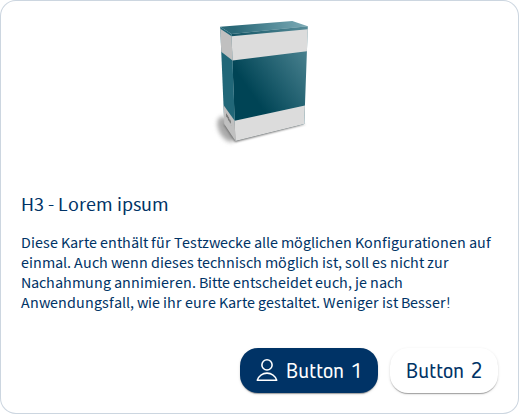 H3 - Lorem ipsum
Diese Karte enthält für Testzwecke alle möglichen Konfigurationen auf
einmal. Auch wenn dieses technisch möglich ist, soll es nicht zur
Nachahmung annimieren. Bitte entscheidet euch, je nach
Anwendungsfall, wie ihr eure Karte gestaltet. Weniger ist Besser!
Button 1
Button 2